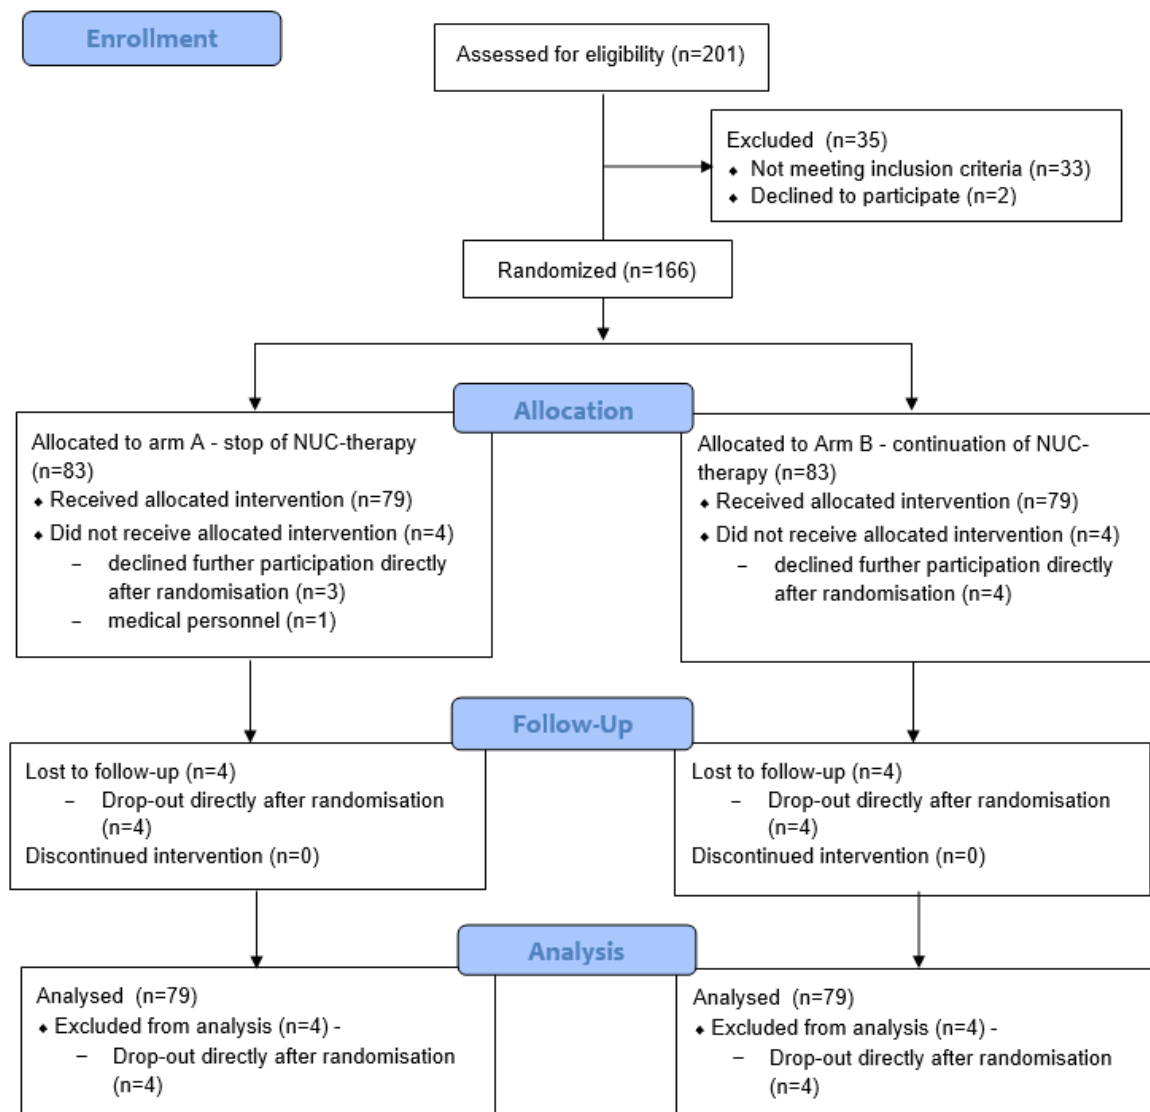 Enrollment
Assessed for eligibility (n=201)
Excluded (n=35)
◆ Not meeting inclusion criteria (n=33)
◆ Declined to participate (n=2)
Randomized (n=166)
Allocation
Allocated to arm A - stop of NUC-therapy
(n=83)
◆ Received allocated intervention (n=79)
◆ Did not receive allocated intervention (n=4)
– declined further participation directly
after randomisation (n=3)
– medical personnel (n=1)
Allocated to Arm B - continuation of NUC-
therapy (n=83)
◆ Received allocated intervention (n=79)
◆ Did not receive allocated intervention (n=4)
– declined further participation directly
after randomisation (n=4)
Follow-Up
Lost to follow-up (n=4)
– Drop-out directly after randomisation
(n=4)
Discontinued intervention (n=0)
Lost to follow-up (n=4)
– Drop-out directly after randomisation
(n=4)
Discontinued intervention (n=0)
Analysis
Analysed (n=79)
◆ Excluded from analysis (n=4) -
– Drop-out directly after randomisation
(n=4)
Analysed (n=79)
◆ Excluded from analysis (n=4) -
– Drop-out directly after randomisation
(n=4)